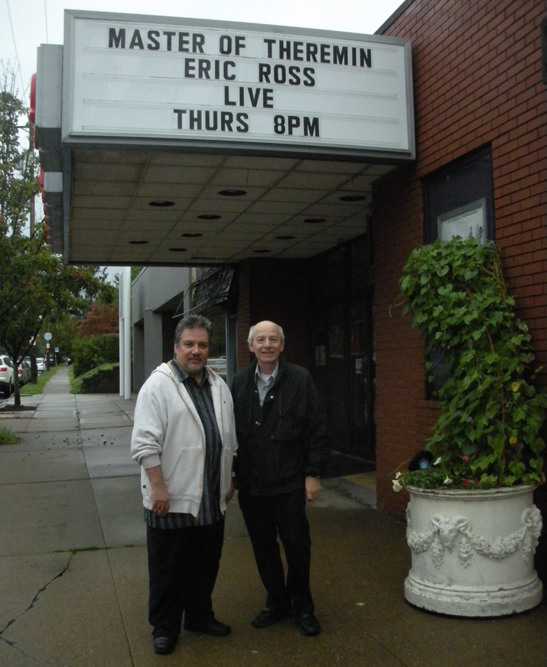 MASTER OF THEREMIN
ERIC ROSS
LIVE
THURS 8PM